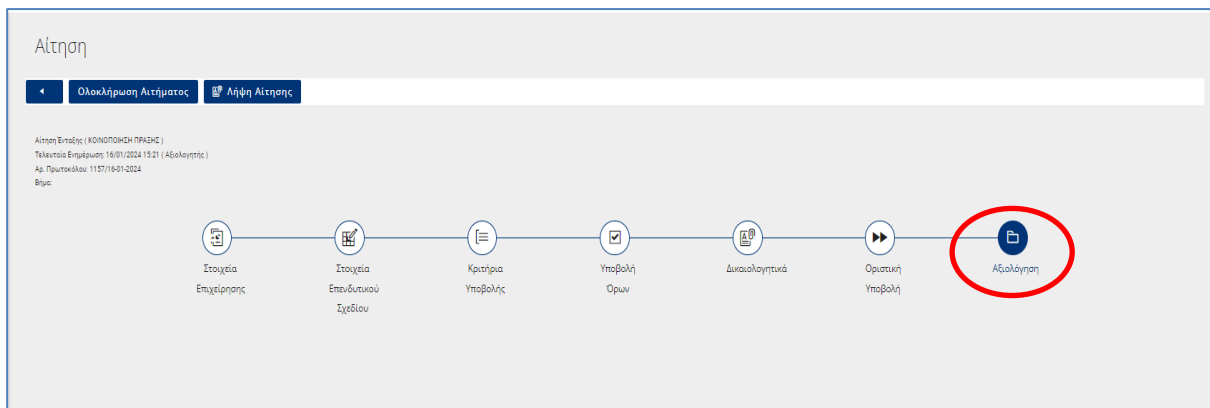 Αίτηση
Ολοκλήρωση Αιτήματος Λήψη Αίτησης
Αίτηση Ένταξης ( ΚΟΙΝΟΠΟΙΗΣΗ ΠΡΑΞΗΣ )
Τελευταία Ενημέρωση: 16/01/2024 15:21 ( Αξιολογητής )
Αρ. Πρωτοκόλου: 1157/16-01-2024
Βήμα:
Στοιχεία
Επιχείρησης
Στοιχεία
Επενδυτικού
Σχεδίου
Κριτήρια
Υποβολής
Υποβολή
Όρων
Δικαιολογητικά
Οριστική
Υποβολή
Αξιολόγηση